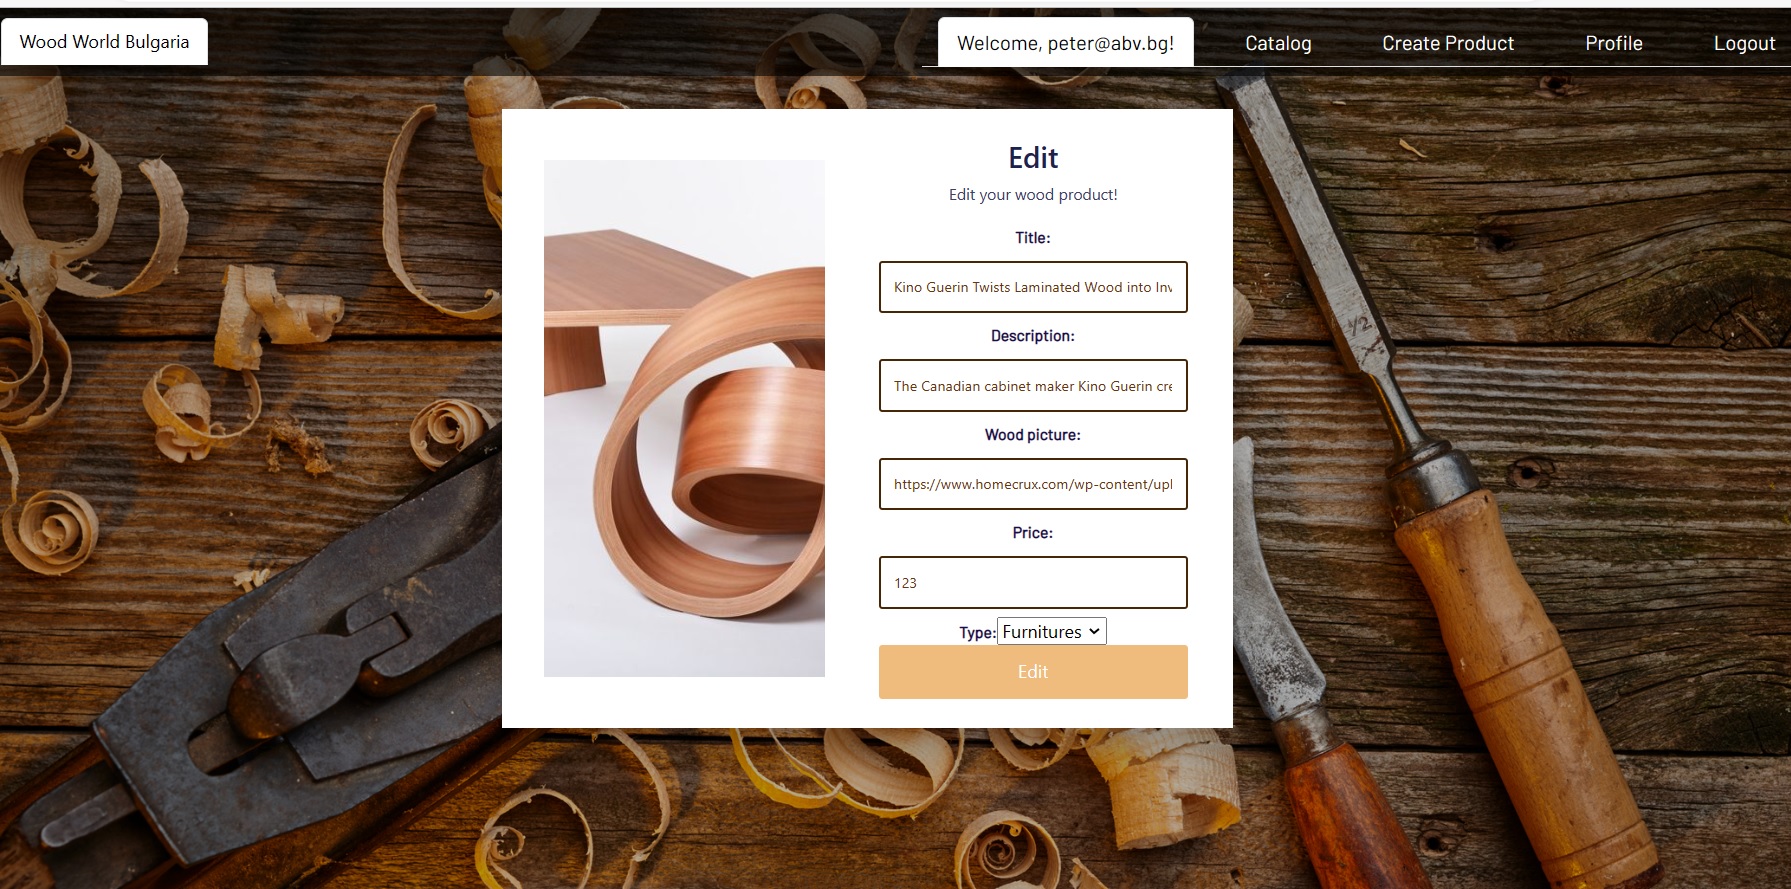 Wood World Bulgaria
Welcome, peter@abv.bg!
Catalog
Create Product
Profile
Logout
Edit
Edit your wood product!
Title:
Kino Guerin Twists Laminated Wood into Inv
Description:
The Canadian cabinet maker Kino Guerin cre
Wood picture:
https://www.homecrux.com/wp-content/upl
Price:
123
Type: Furnitures
Edit
1/2